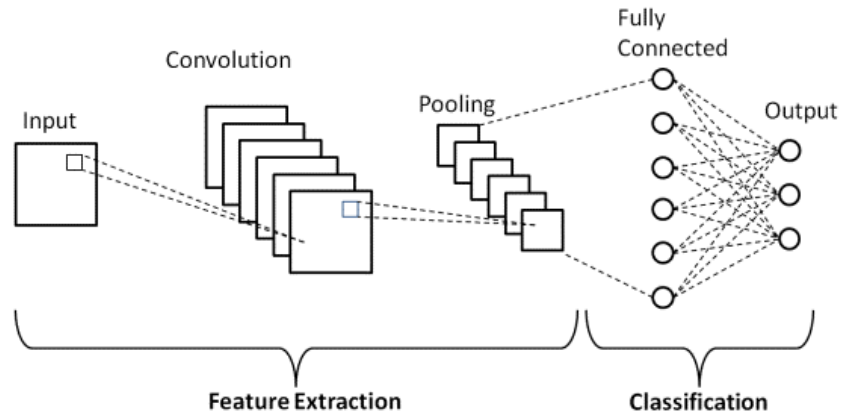 Input
Convolution
Pooling
Fully
Connected
Output
Feature Extraction
Classification